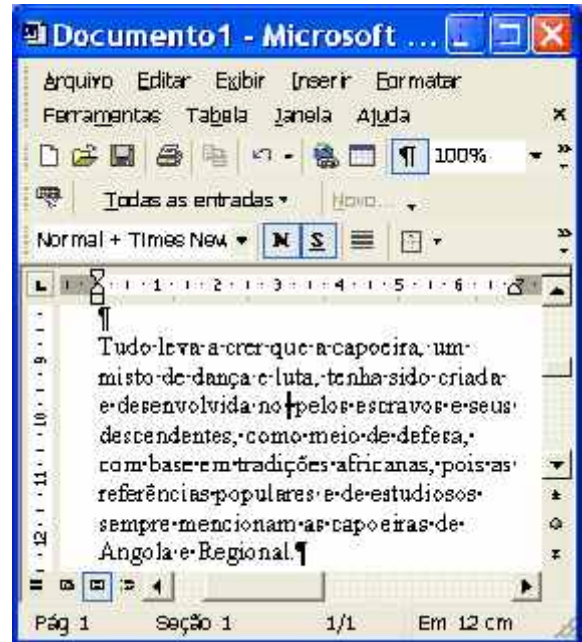 Documento1 - Microsoft ...
Arquivo Editar Exibir Inserir Formatar
Ferramentas Tabela Janela Ajuda
¶ 100%
Todas as entradas Novo...
Normal + Times New N S
1 2 3 4 5 6 7
¶
Tudo·leva·a·crer·que·a·capoeira,·um·
misto·de·dança·e·luta,·tenha·sido·criada·
e·desenvolvida·no·pelos·escravos·e·seus·
descendentes,·como·meio·de·defesa,·
com·base·em·tradições·africanas,·pois·as·
referências·populares·e·de·estudiosos·
sempre·mencionam·as·capoeiras·de·
Angola·e·Regional.¶
9
10
11
12
Pág 1 Seção 1 1/1 Em 12 cm